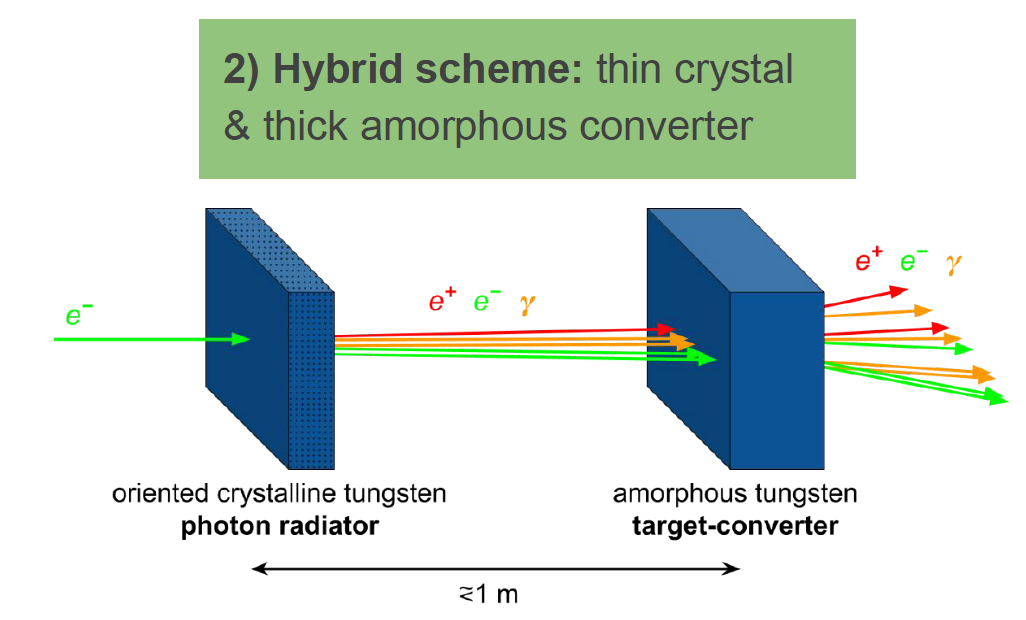 2) Hybrid scheme: thin crystal
& thick amorphous converter
e⁺ e⁻ γ
e⁻
e⁺ e⁻ γ
oriented crystalline tungsten
photon radiator
amorphous tungsten
target-converter
≳1 m